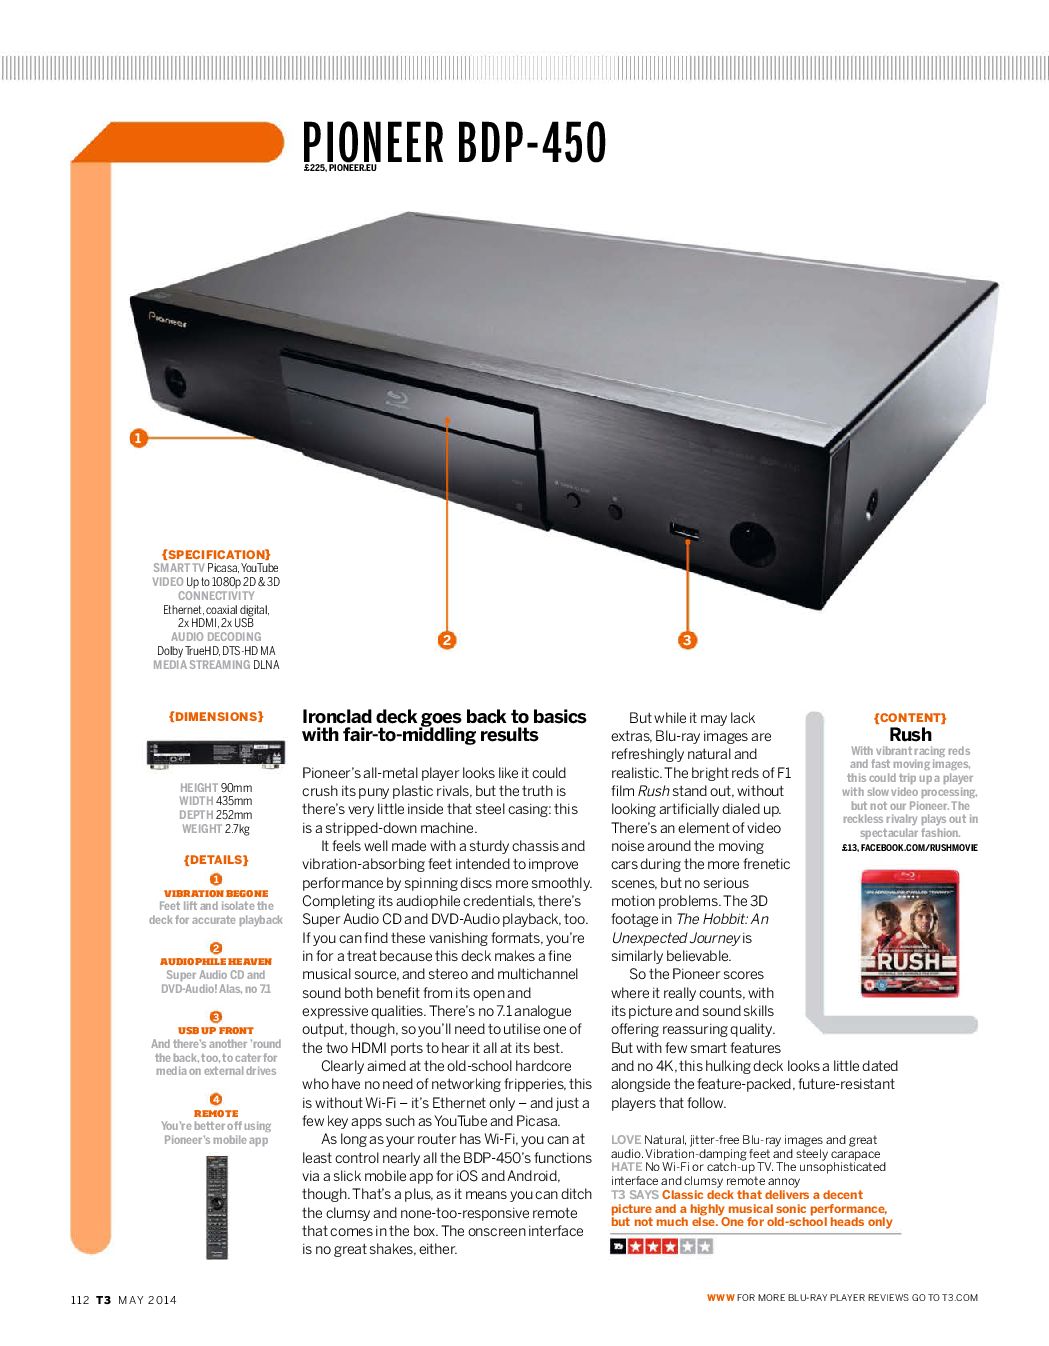 PIONEER BDP-450
£225, PIONEER.EU
Pioneer
1
2
3
{SPECIFICATION}
SMART TV Picasa, YouTube
VIDEO Up to 1080p 2D & 3D
CONNECTIVITY
Ethernet, coaxial digital,
2x HDMI, 2x USB
AUDIO DECODING
Dolby TrueHD, DTS-HD MA
MEDIA STREAMING DLNA
{DIMENSIONS}
HEIGHT 90mm
WIDTH 435mm
DEPTH 252mm
WEIGHT 2.7kg
{DETAILS}
1
VIBRATION BEGONE
Feet lift and isolate the
deck for accurate playback
2
AUDIOPHILE HEAVEN
Super Audio CD and
DVD-Audio! Alas, no 7.1
3
USB UP FRONT
And there's another 'round
the back, too, to cater for
media on external drives
4
REMOTE
You're better off using
Pioneer's mobile app
Ironclad deck goes back to basics
with fair-to-middling results
Pioneer's all-metal player looks like it could
crush its puny plastic rivals, but the truth is
there's very little inside that steel casing: this
is a stripped-down machine.
It feels well made with a sturdy chassis and
vibration-absorbing feet intended to improve
performance by spinning discs more smoothly.
Completing its audiophile credentials, there's
Super Audio CD and DVD-Audio playback, too.
If you can find these vanishing formats, you're
in for a treat because this deck makes a fine
musical source, and stereo and multichannel
sound both benefit from its open and
expressive qualities. There's no 7.1 analogue
output, though, so you'll need to utilise one of
the two HDMI ports to hear it all at its best.
Clearly aimed at the old-school hardcore
who have no need of networking fripperies, this
is without Wi-Fi – it's Ethernet only – and just a
few key apps such as YouTube and Picasa.
As long as your router has Wi-Fi, you can at
least control nearly all the BDP-450's functions
via a slick mobile app for iOS and Android,
though. That's a plus, as it means you can ditch
the clumsy and none-too-responsive remote
that comes in the box. The onscreen interface
is no great shakes, either.
But while it may lack
extras, Blu-ray images are
refreshingly natural and
realistic. The bright reds of F1
film Rush stand out, without
looking artificially dialed up.
There's an element of video
noise around the moving
cars during the more frenetic
scenes, but no serious
motion problems. The 3D
footage in The Hobbit: An
Unexpected Journey is
similarly believable.
So the Pioneer scores
where it really counts, with
its picture and sound skills
offering reassuring quality.
But with few smart features
and no 4K, this hulking deck looks a little dated
alongside the feature-packed, future-resistant
players that follow.
LOVE Natural, jitter-free Blu-ray images and great
audio. Vibration-damping feet and steely carapace
HATE No Wi-Fi or catch-up TV. The unsophisticated
interface and clumsy remote annoy
T3 SAYS Classic deck that delivers a decent
picture and a highly musical sonic performance,
but not much else. One for old-school heads only
T3
{CONTENT}
Rush
With vibrant racing reds
and fast moving images,
this could trip up a player
with slow video processing,
but not our Pioneer. The
reckless rivalry plays out in
spectacular fashion.
£13, FACEBOOK.COM/RUSHMOVIE
RUSH
112 T3 MAY 2014
WWW FOR MORE BLU-RAY PLAYER REVIEWS GO TO T3.COM